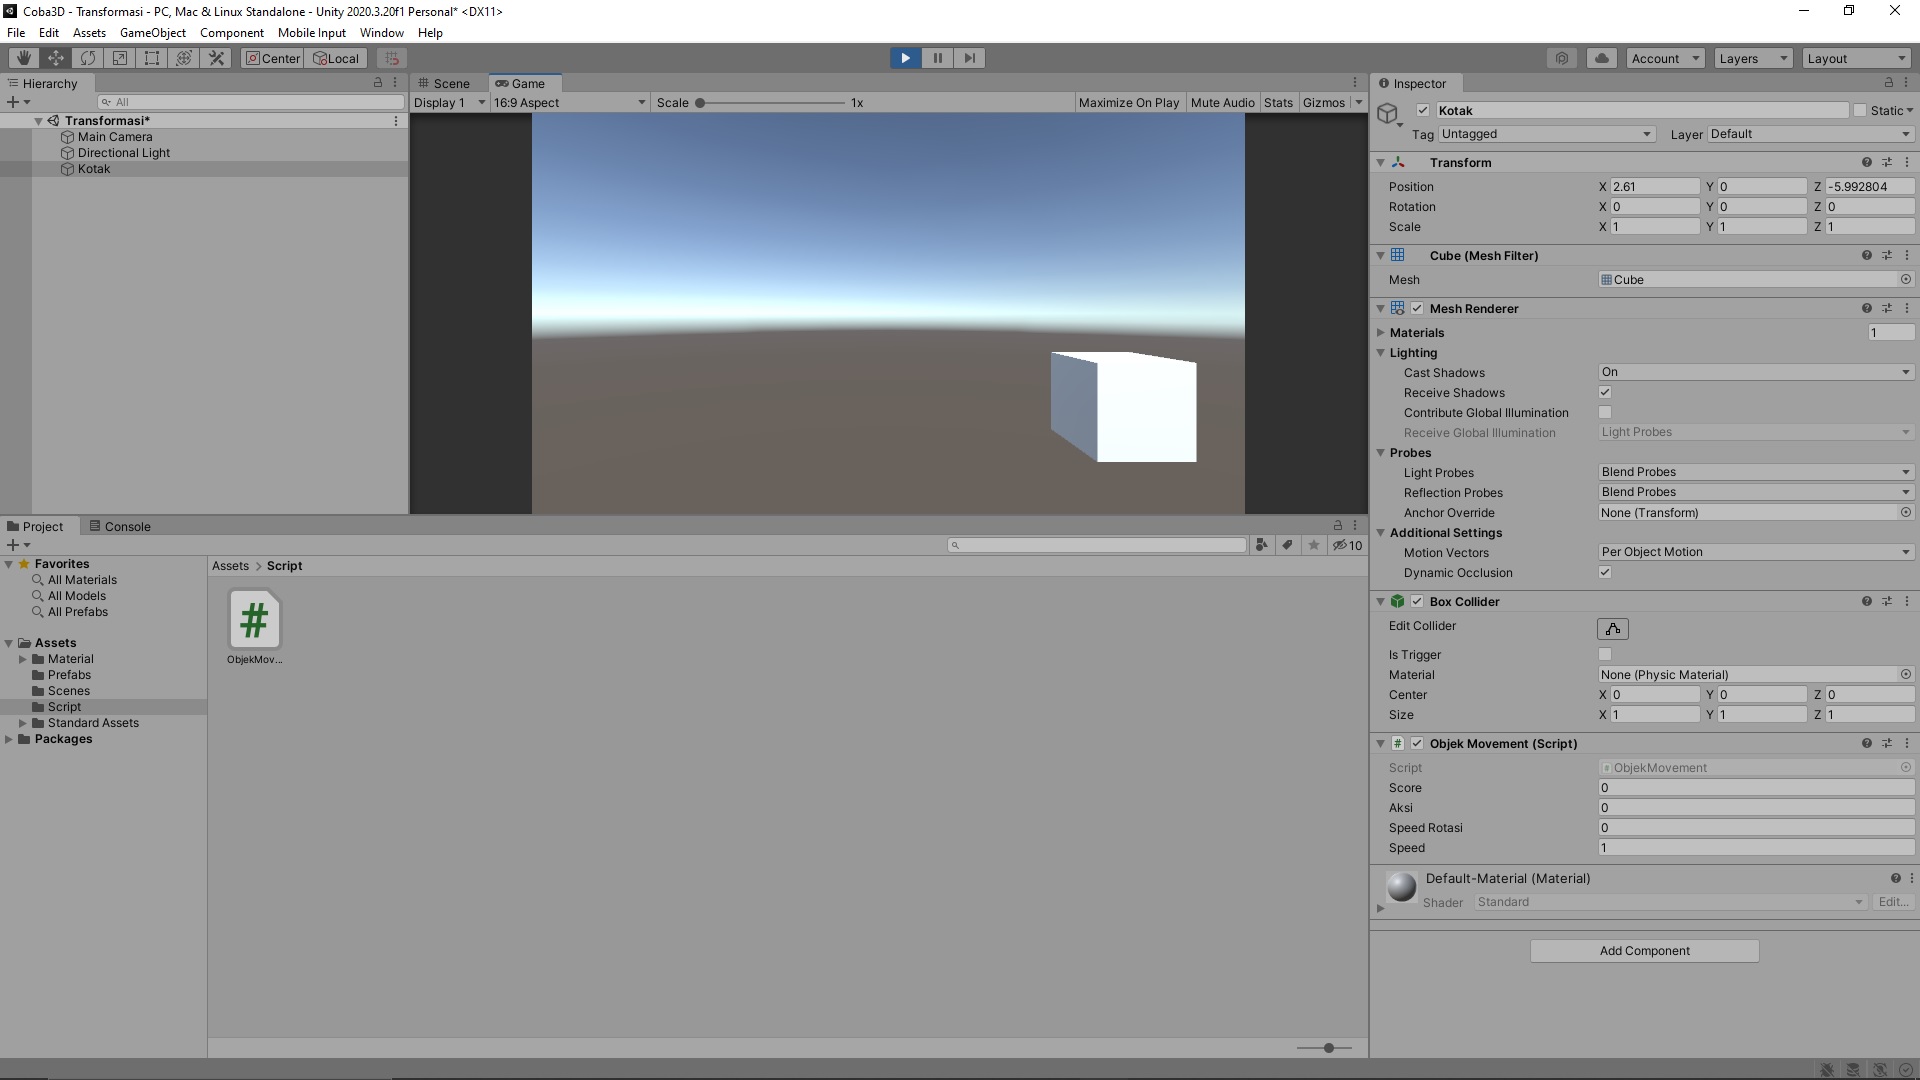 Coba3D - Transformasi - PC, Mac & Linux Standalone - Unity 2020.3.20f1 Personal* <DX11>
File Edit Assets GameObject Component Mobile Input Window Help
Center Local Account Layers Layout
Hierarchy
All
Transformasi*
Main Camera
Directional Light
Kotak
Scene Game
Display 1 16:9 Aspect Scale 1x Maximize On Play Mute Audio Stats Gizmos
Project Console
10
Favorites
All Materials
All Models
All Prefabs
Assets
Material
Prefabs
Scenes
Script
Standard Assets
Packages
Assets > Script
#
ObjekMov...
Inspector
Kotak Static
Tag Untagged Layer Default
Transform
Position X 2.61 Y 0 Z -5.992804
Rotation X 0 Y 0 Z 0
Scale X 1 Y 1 Z 1
Cube (Mesh Filter)
Mesh Cube
Mesh Renderer
Materials 1
Lighting
Cast Shadows On
Receive Shadows
Contribute Global Illumination
Receive Global Illumination Light Probes
Probes
Light Probes Blend Probes
Reflection Probes Blend Probes
Anchor Override None (Transform)
Additional Settings
Motion Vectors Per Object Motion
Dynamic Occlusion
Box Collider
Edit Collider
Is Trigger
Material None (Physic Material)
Center X 0 Y 0 Z 0
Size X 1 Y 1 Z 1
# Objek Movement (Script)
Script ObjekMovement
Score 0
Aksi 0
Speed Rotasi 0
Speed 1
Default-Material (Material)
Shader Standard Edit...
Add Component